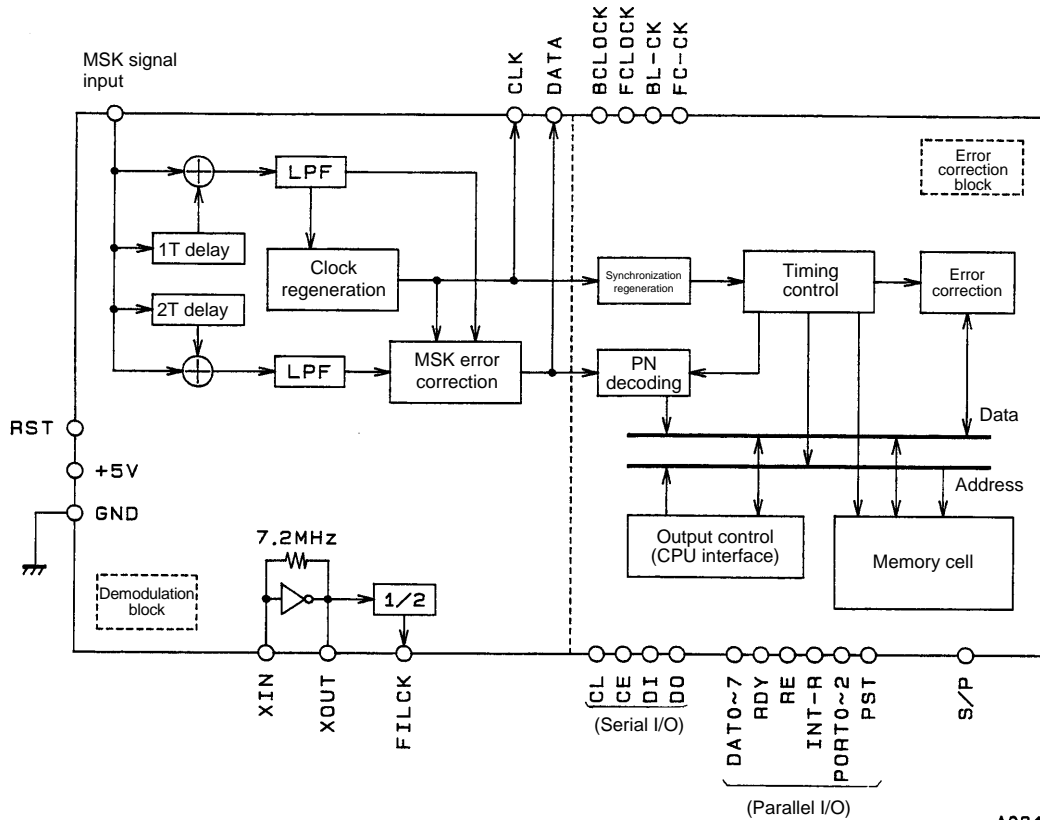 MSK signal
input
CLK
DATA
BCLOCK
FCLOCK
BL-CK
FC-CK
LPF
1T delay
Clock
regeneration
2T delay
LPF
MSK error
correction
Error
correction
block
Synchronization
regeneration
Timing
control
Error
correction
PN
decoding
Data
Address
Output control
(CPU interface)
Memory cell
RST
+5V
GND
7.2MHz
1/2
Demodulation
block
XIN
XOUT
FILCK
CL
CE
DI
DO
(Serial I/O)
DAT0~7
RDY
RE
INT-R
PORT0~2
PST
(Parallel I/O)
S/P